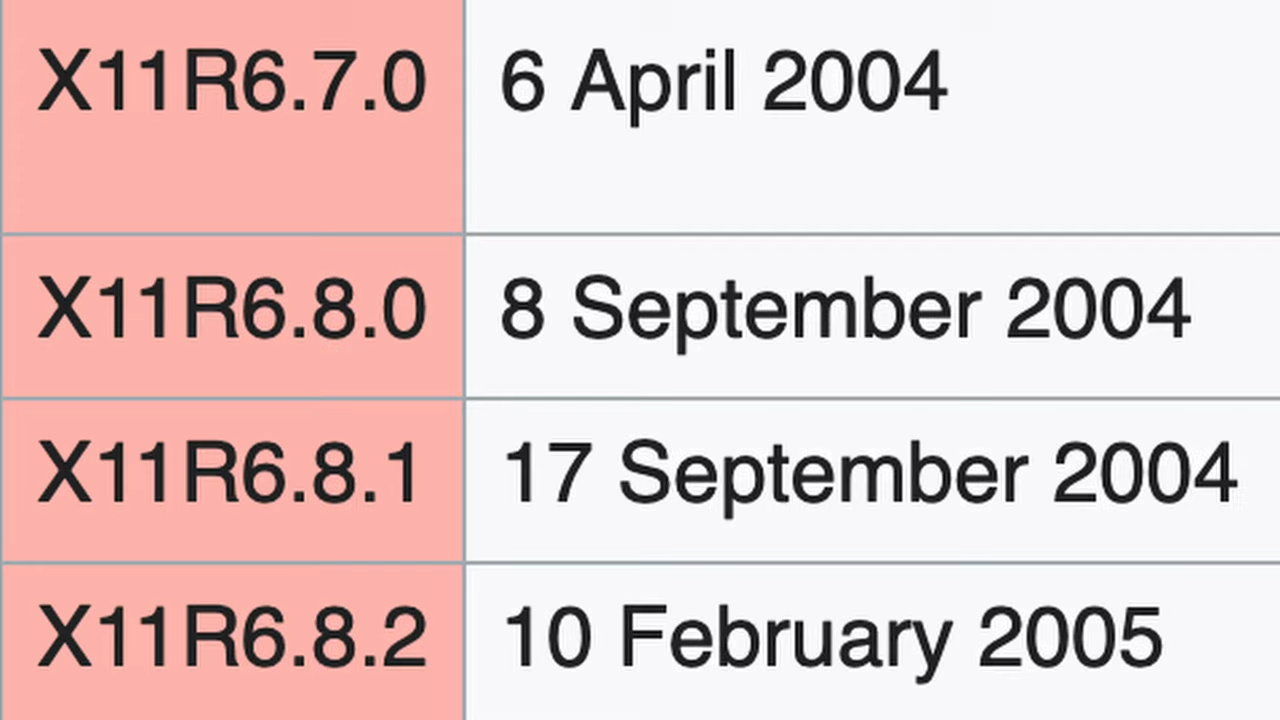 X11R6.7.0 6 April 2004
X11R6.8.0 8 September 2004
X11R6.8.1 17 September 2004
X11R6.8.2 10 February 2005